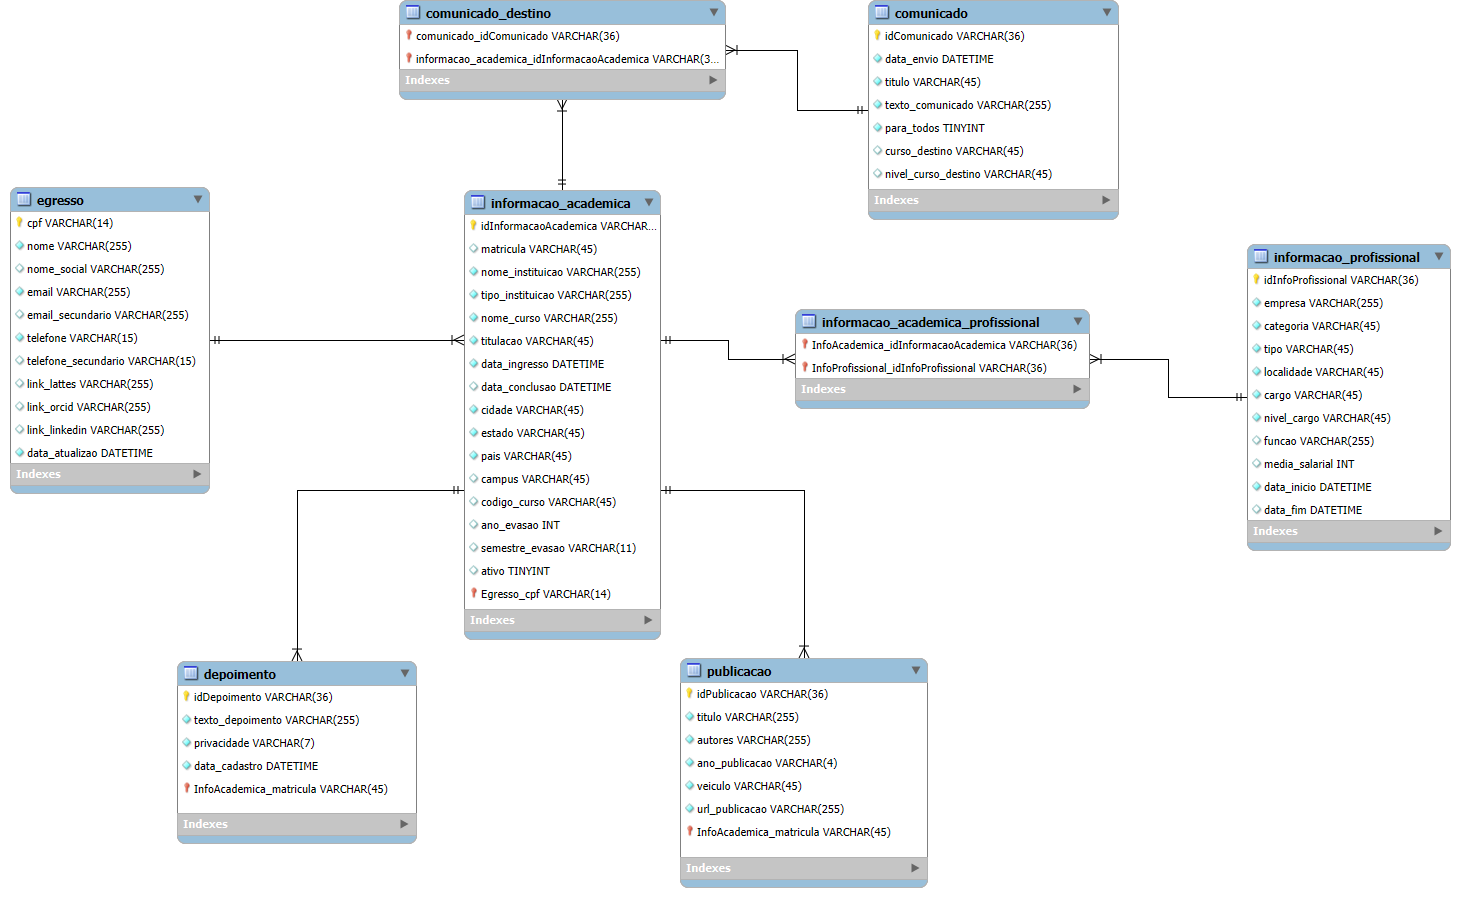 comunicado_destino
comunicado_idComunicado VARCHAR(36)
informacao_academica_idInformacaoAcademica VARCHAR(3...
Indexes
comunicado
idComunicado VARCHAR(36)
data_envio DATETIME
titulo VARCHAR(45)
texto_comunicado VARCHAR(255)
para_todos TINYINT
curso_destino VARCHAR(45)
nivel_curso_destino VARCHAR(45)
Indexes
egresso
cpf VARCHAR(14)
nome VARCHAR(255)
nome_social VARCHAR(255)
email VARCHAR(255)
email_secundario VARCHAR(255)
telefone VARCHAR(15)
telefone_secundario VARCHAR(15)
link_lattes VARCHAR(255)
link_orcid VARCHAR(255)
link_linkedin VARCHAR(255)
data_atualizao DATETIME
Indexes
informacao_academica
idInformacaoAcademica VARCHAR...
matricula VARCHAR(45)
nome_instituicao VARCHAR(255)
tipo_instituicao VARCHAR(255)
nome_curso VARCHAR(255)
titulacao VARCHAR(45)
data_ingresso DATETIME
data_conclusao DATETIME
cidade VARCHAR(45)
estado VARCHAR(45)
pais VARCHAR(45)
campus VARCHAR(45)
codigo_curso VARCHAR(45)
ano_evasao INT
semestre_evasao VARCHAR(11)
ativo TINYINT
Egresso_cpf VARCHAR(14)
Indexes
informacao_academica_profissional
InfoAcademica_idInformacaoAcademica VARCHAR(36)
InfoProfissional_idInfoProfissional VARCHAR(36)
Indexes
informacao_profissional
idInfoProfissional VARCHAR(36)
empresa VARCHAR(255)
categoria VARCHAR(45)
tipo VARCHAR(45)
localidade VARCHAR(45)
cargo VARCHAR(45)
nivel_cargo VARCHAR(45)
funcao VARCHAR(255)
media_salarial INT
data_inicio DATETIME
data_fim DATETIME
Indexes
depoimento
idDepoimento VARCHAR(36)
texto_depoimento VARCHAR(255)
privacidade VARCHAR(7)
data_cadastro DATETIME
InfoAcademica_matricula VARCHAR(45)
Indexes
publicacao
idPublicacao VARCHAR(36)
titulo VARCHAR(255)
autores VARCHAR(255)
ano_publicacao VARCHAR(4)
veiculo VARCHAR(45)
url_publicacao VARCHAR(255)
InfoAcademica_matricula VARCHAR(45)
Indexes